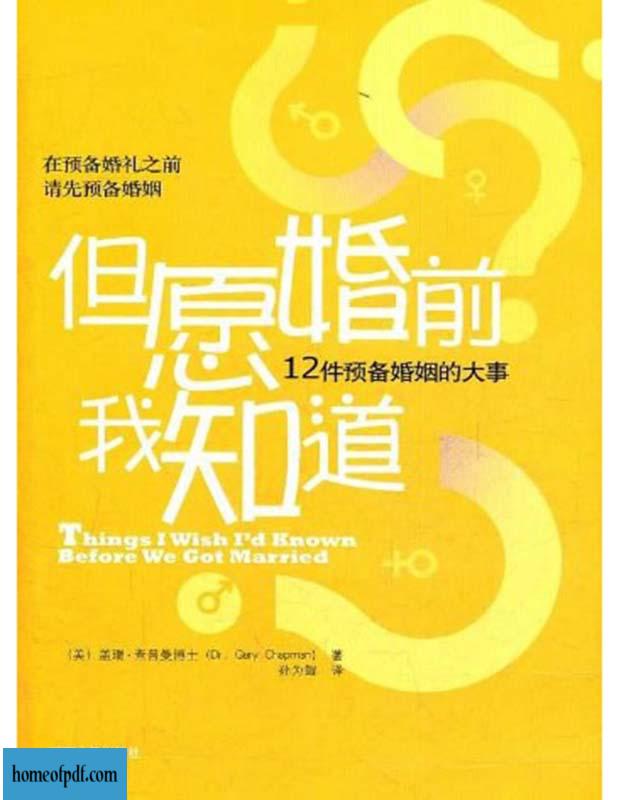 在预备婚礼之前
请先预备婚姻
但愿婚前
12件预备婚姻的大事
我知道
Things I Wish I'd Known
Before We Got Married
(美) 盖瑞·查普曼博士 (Dr. Gary Chapman) 著
孙为鲲 译
社
homeofpdf.com